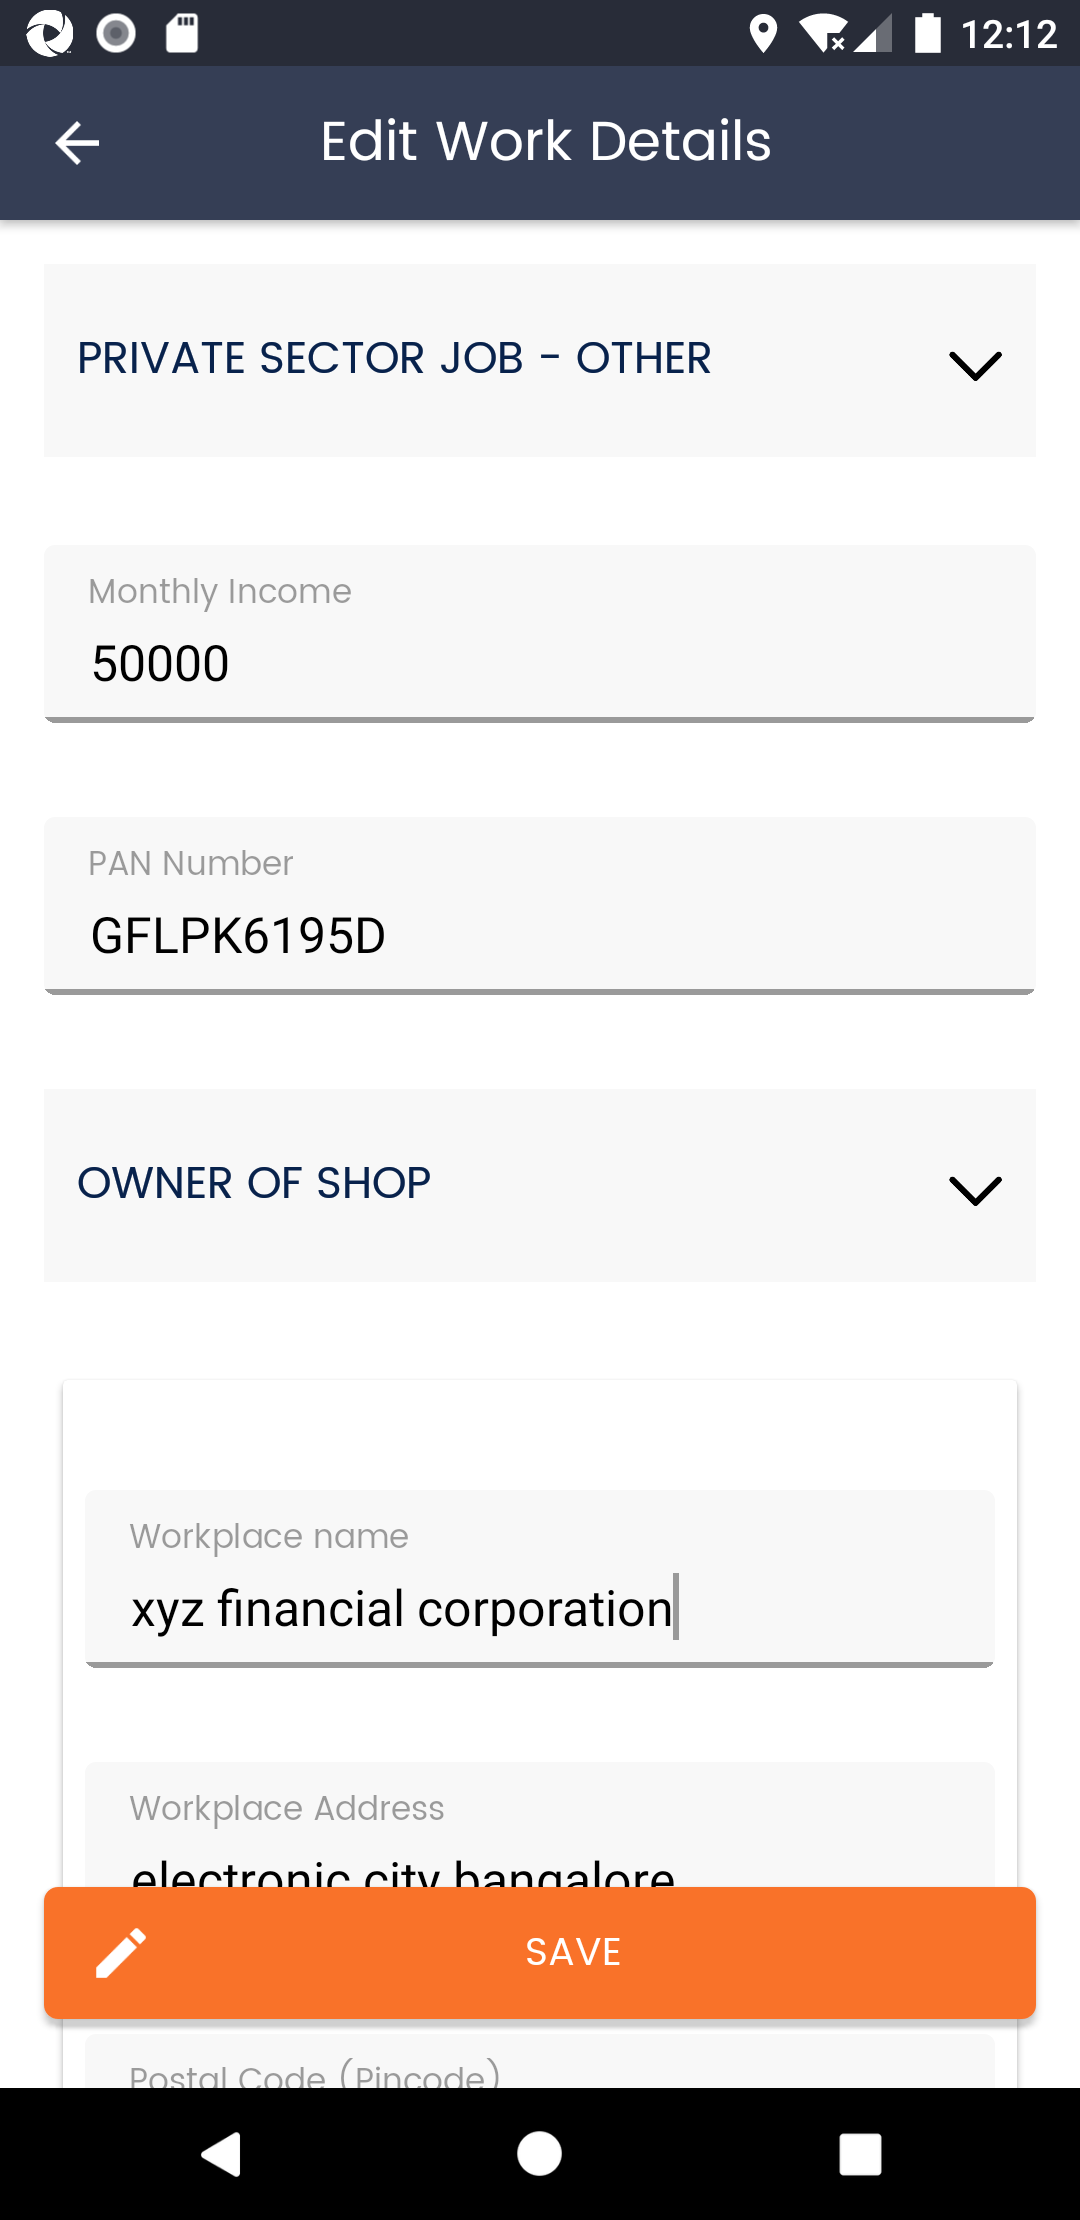 12:12
Edit Work Details
PRIVATE SECTOR JOB - OTHER
Monthly Income
50000
PAN Number
GFLPK6195D
OWNER OF SHOP
Workplace name
xyz financial corporation
Workplace Address
electronic city bangalore
SAVE
Postal Code (Pincode)